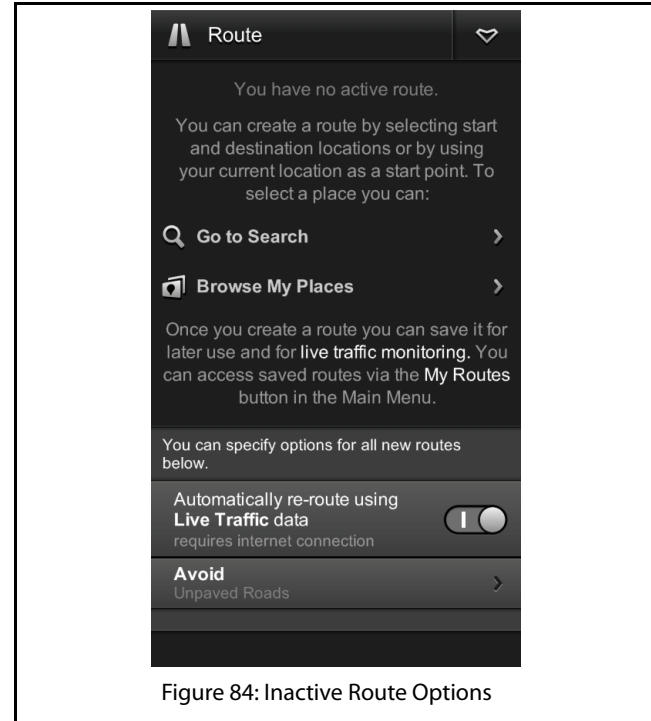 Route
You have no active route.
You can create a route by selecting start
and destination locations or by using
your current location as a start point. To
select a place you can:
Go to Search
Browse My Places
Once you create a route you can save it for
later use and for live traffic monitoring. You
can access saved routes via the My Routes
button in the Main Menu.
You can specify options for all new routes
below.
Automatically re-route using
Live Traffic data
requires internet connection
Avoid
Unpaved Roads
Figure 84: Inactive Route Options